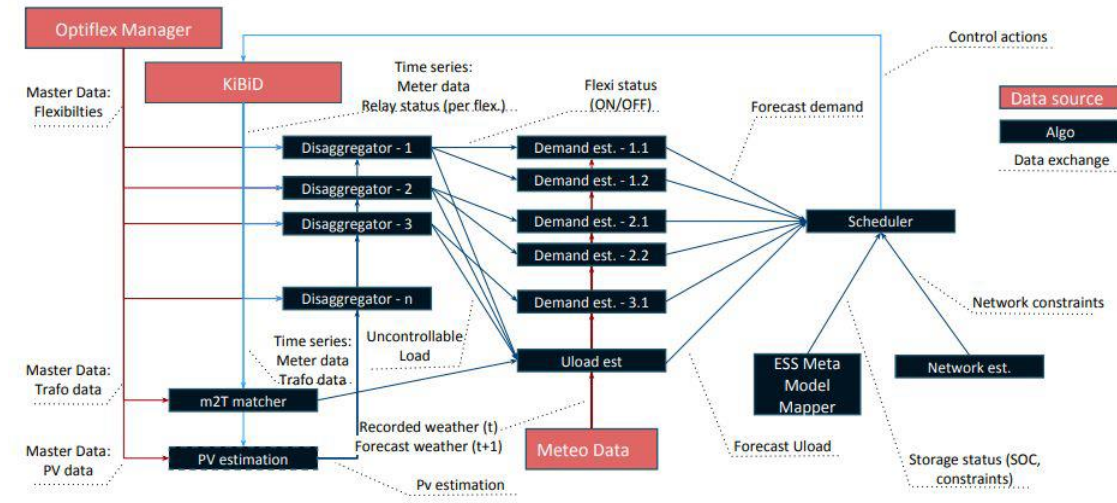 Optiflex Manager
Control actions
KiBiD
Time series:
Meter data
Relay status (per flex.)
Flexi status
(ON/OFF)
Master Data:
Flexibilties
Forecast demand
Data source
Algo
Data exchange
Disaggregator - 1
Demand est. - 1.1
Disaggregator - 2
Demand est. - 1.2
Disaggregator - 3
Demand est. - 2.1
Scheduler
Demand est. - 2.2
Disaggregator - n
Demand est. - 3.1
Network constraints
Time series:
Meter data
Trafo data
Uncontrollable
Load
Uload est
ESS Meta
Model
Mapper
Network est.
Master Data:
Trafo data
m2T matcher
Recorded weather (t)
Forecast weather (t+1)
Meteo Data
Forecast Uload
Master Data:
PV data
PV estimation
Pv estimation
Storage status (SOC,
constraints)